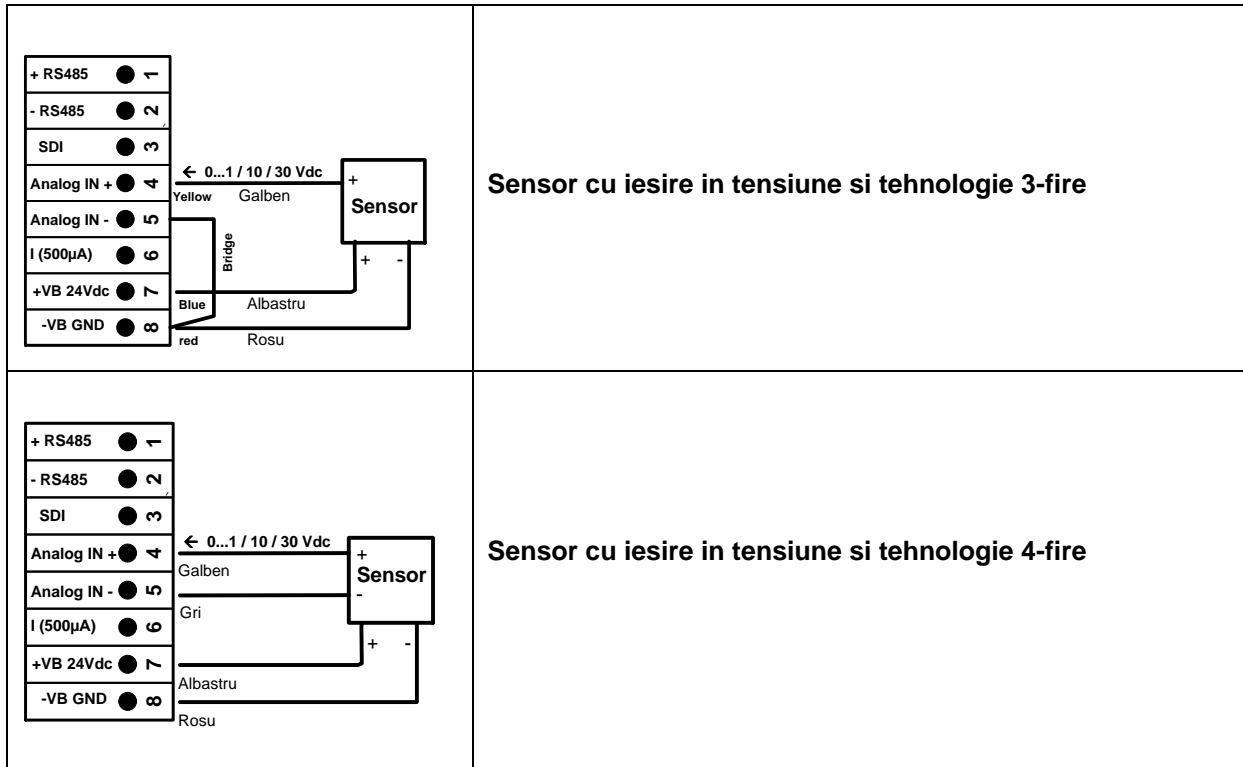 + RS485 1
- RS485 2
SDI 3
Analog IN + 4
Analog IN - 5
I (500µA) 6
+VB 24Vdc 7
-VB GND 8
← 0...1 / 10 / 30 Vdc
Yellow Galben
Bridge
Blue Albastru
red Rosu
+
Sensor
+ -
Sensor cu iesire in tensiune si tehnologie 3-fire
+ RS485 1
- RS485 2
SDI 3
Analog IN + 4
Analog IN - 5
I (500µA) 6
+VB 24Vdc 7
-VB GND 8
← 0...1 / 10 / 30 Vdc
Galben
Gri
Albastru
Rosu
+
Sensor
-
+ -
Sensor cu iesire in tensiune si tehnologie 4-fire